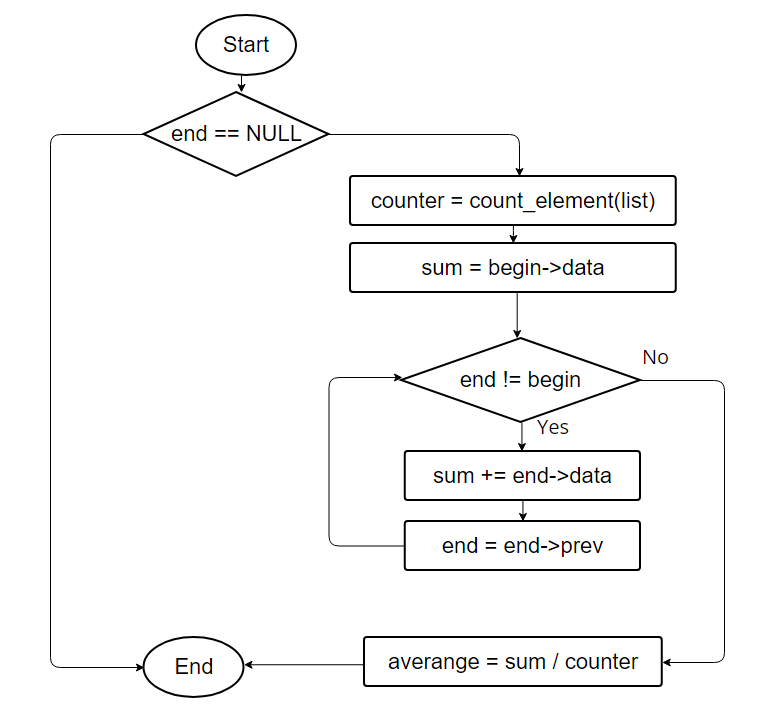 Start
end == NULL
counter = count_element(list)
sum = begin->data
end != begin
No
Yes
sum += end->data
end = end->prev
averange = sum / counter
End